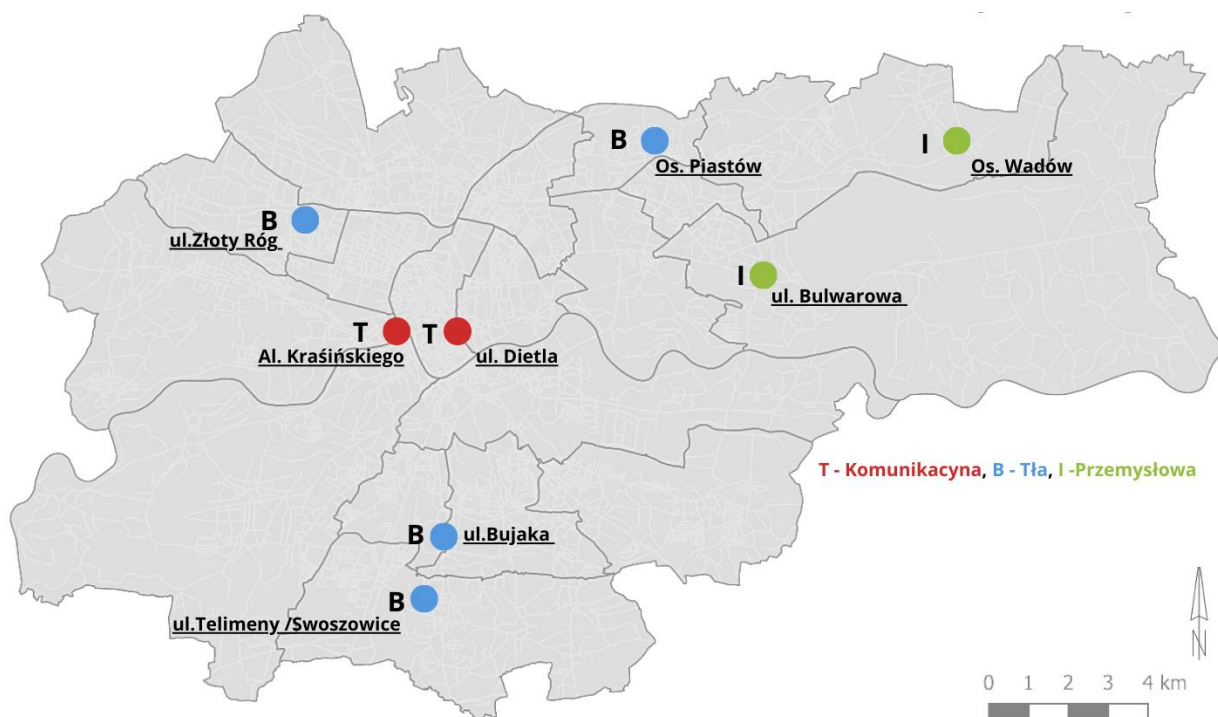 B
Os. Piastów
I
Os. Wadów
B
ul.Złoty Róg
I
ul. Bulwarowa
T
Al. Kraśińskiego
T
ul. Dietla
T - Komunikacyna, B - Tła, I -Przemysłowa
B
ul.Bujaka
B
ul.Telimeny /Swoszowice
N
0 1 2 3 4 km